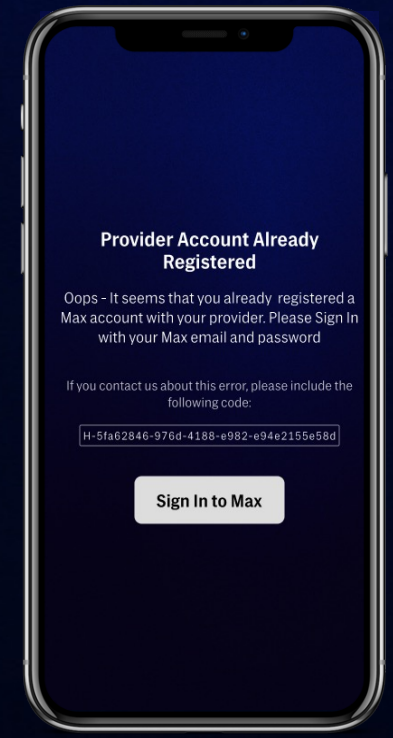 Provider Account Already
Registered
Oops - It seems that you already  registered a
Max account with your provider. Please Sign In
with your Max email and password
If you contact us about this error, please include the
following code:
H-5fa62846-976d-4188-e982-e94e2155e58d
Sign In to Max